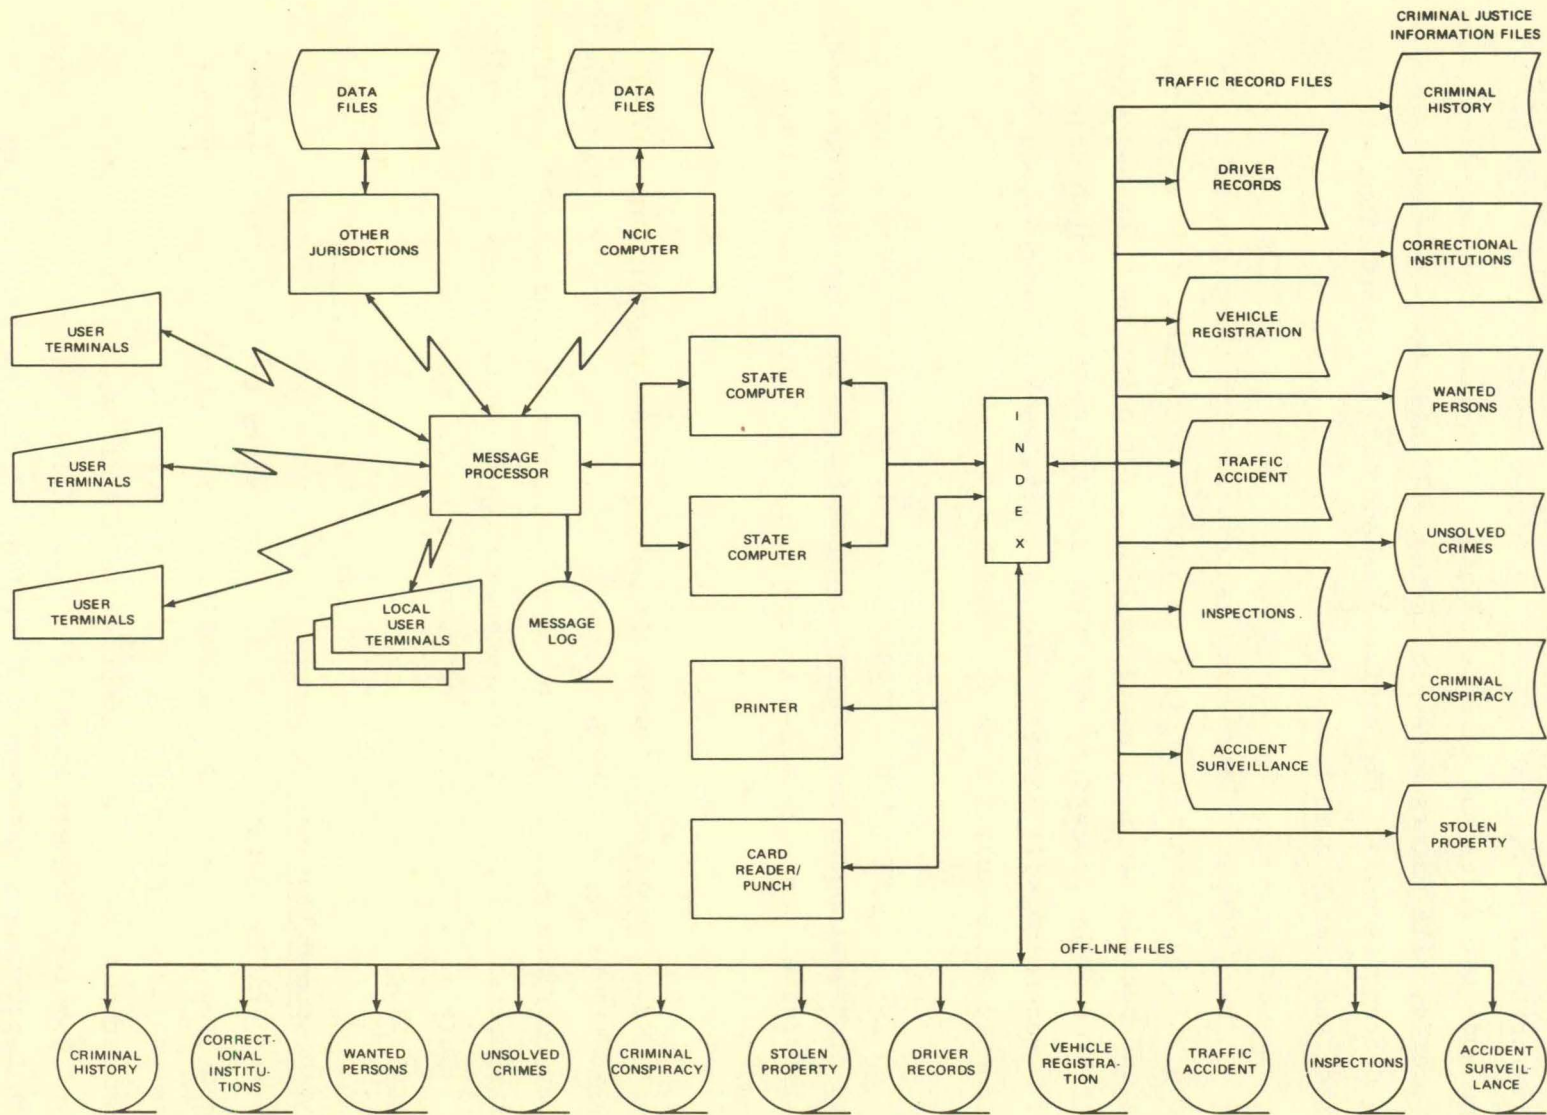 CRIMINAL JUSTICE
INFORMATION FILES
TRAFFIC RECORD FILES
DATA
FILES
DATA
FILES
CRIMINAL
HISTORY
DRIVER
RECORDS
OTHER
JURISDICTIONS
NCIC
COMPUTER
CORRECTIONAL
INSTITUTIONS
VEHICLE
REGISTRATION
USER
TERMINALS
STATE
COMPUTER
WANTED
PERSONS
USER
TERMINALS
MESSAGE
PROCESSOR
I
N
D
E
X
TRAFFIC
ACCIDENT
STATE
COMPUTER
UNSOLVED
CRIMES
USER
TERMINALS
LOCAL
USER
TERMINALS
MESSAGE
LOG
INSPECTIONS .
PRINTER
CRIMINAL
CONSPIRACY
ACCIDENT
SURVEILLANCE
CARD
READER/
PUNCH
STOLEN
PROPERTY
OFF-LINE FILES
CRIMINAL
HISTORY
CORRECT-
IONAL
INSTITU-
TIONS
WANTED
PERSONS
UNSOLVED
CRIMES
CRIMINAL
CONSPIRACY
STOLEN
PROPERTY
DRIVER
RECORDS
VEHICLE
REGISTRA-
TION
TRAFFIC
ACCIDENT
INSPECTIONS
ACCIDENT
SURVEIL-
LANCE